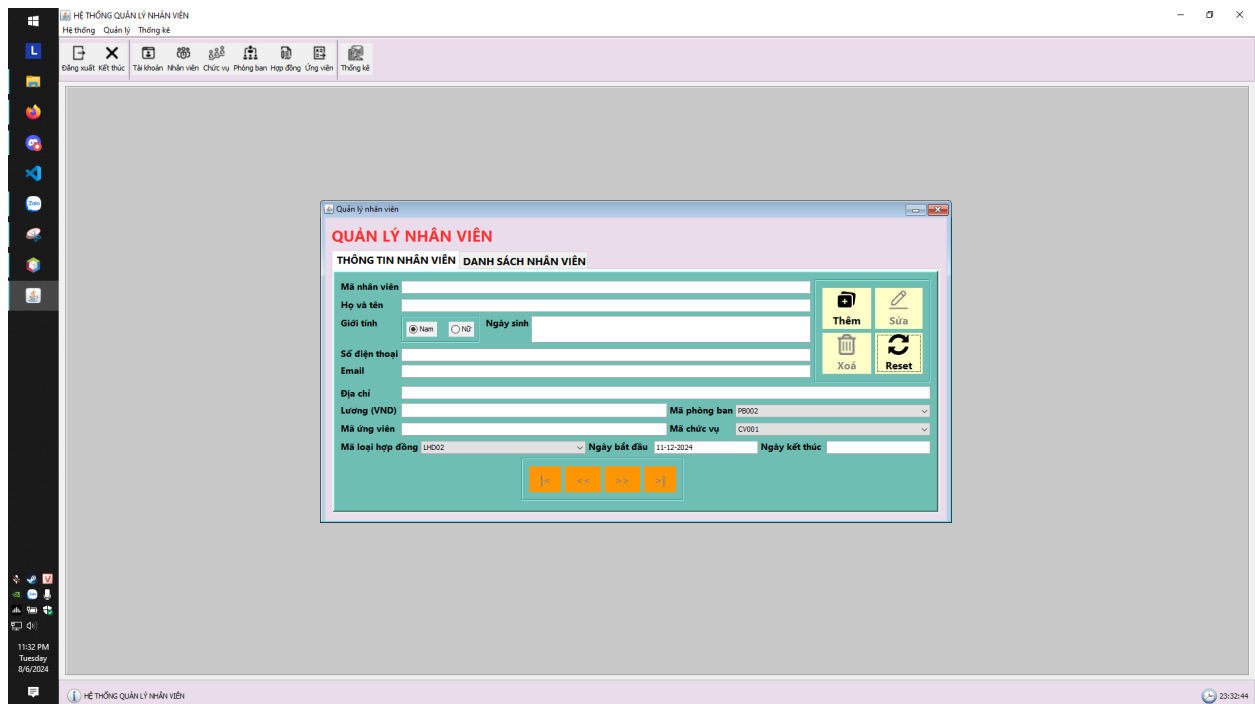 HỆ THỐNG QUẢN LÝ NHÂN VIÊN
Hệ thống Quản lý Thống kê
Đăng xuất Kết thúc Tài khoản Nhân viên Chức vụ Phòng ban Hợp đồng Ứng viên Thống kê
L
Zalo
Quản lý nhân viên
QUẢN LÝ NHÂN VIÊN
THÔNG TIN NHÂN VIÊN DANH SÁCH NHÂN VIÊN
Mã nhân viên
Họ và tên
Giới tính Nam Nữ Ngày sinh
Số điện thoại
Email
Địa chỉ
Lương (VND) Mã phòng ban PB002
Mã ứng viên Mã chức vụ CV001
Mã loại hợp đồng LHD02 Ngày bắt đầu 11-12-2024 Ngày kết thúc
Thêm Sửa
Xoá Reset
|< << >> >|
V
11:32 PM
Tuesday
8/6/2024
HỆ THỐNG QUẢN LÝ NHÂN VIÊN
23:32:44